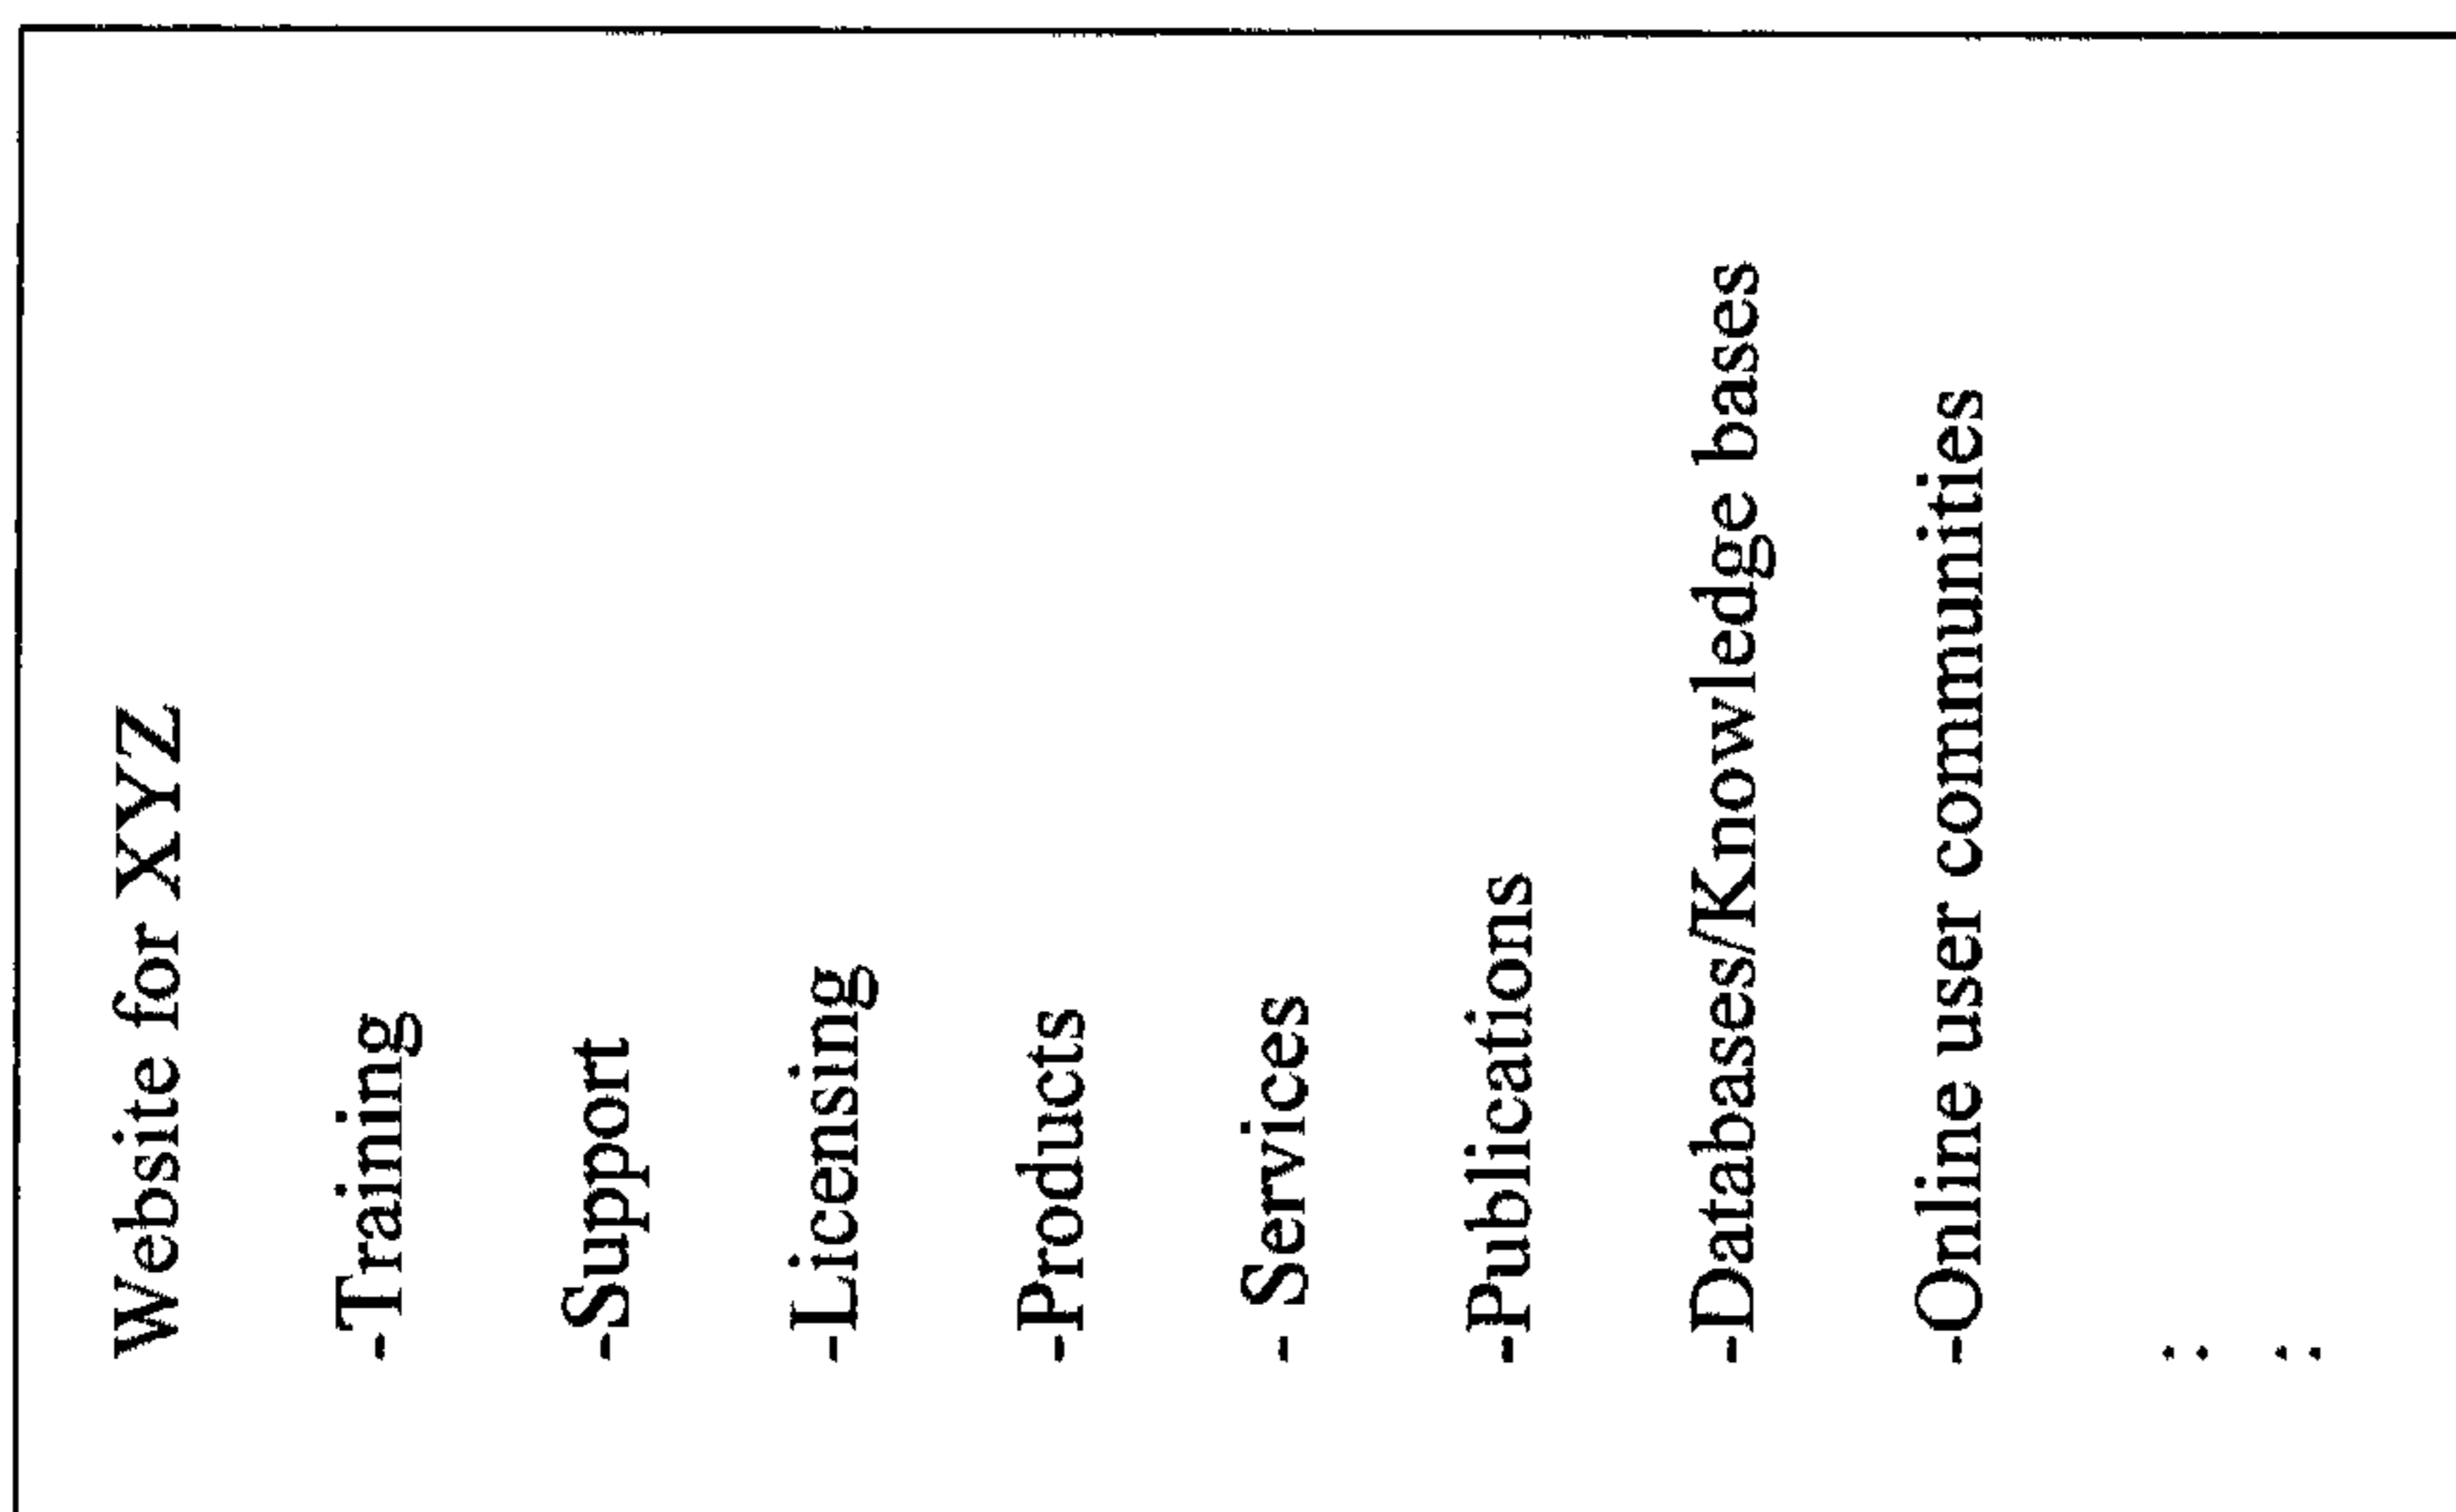 Website for XYZ
-Training
-Support
-Licensing
-Products
- Services
-Publications
-Databases/Knowledge bases
-Online user communities
:
: